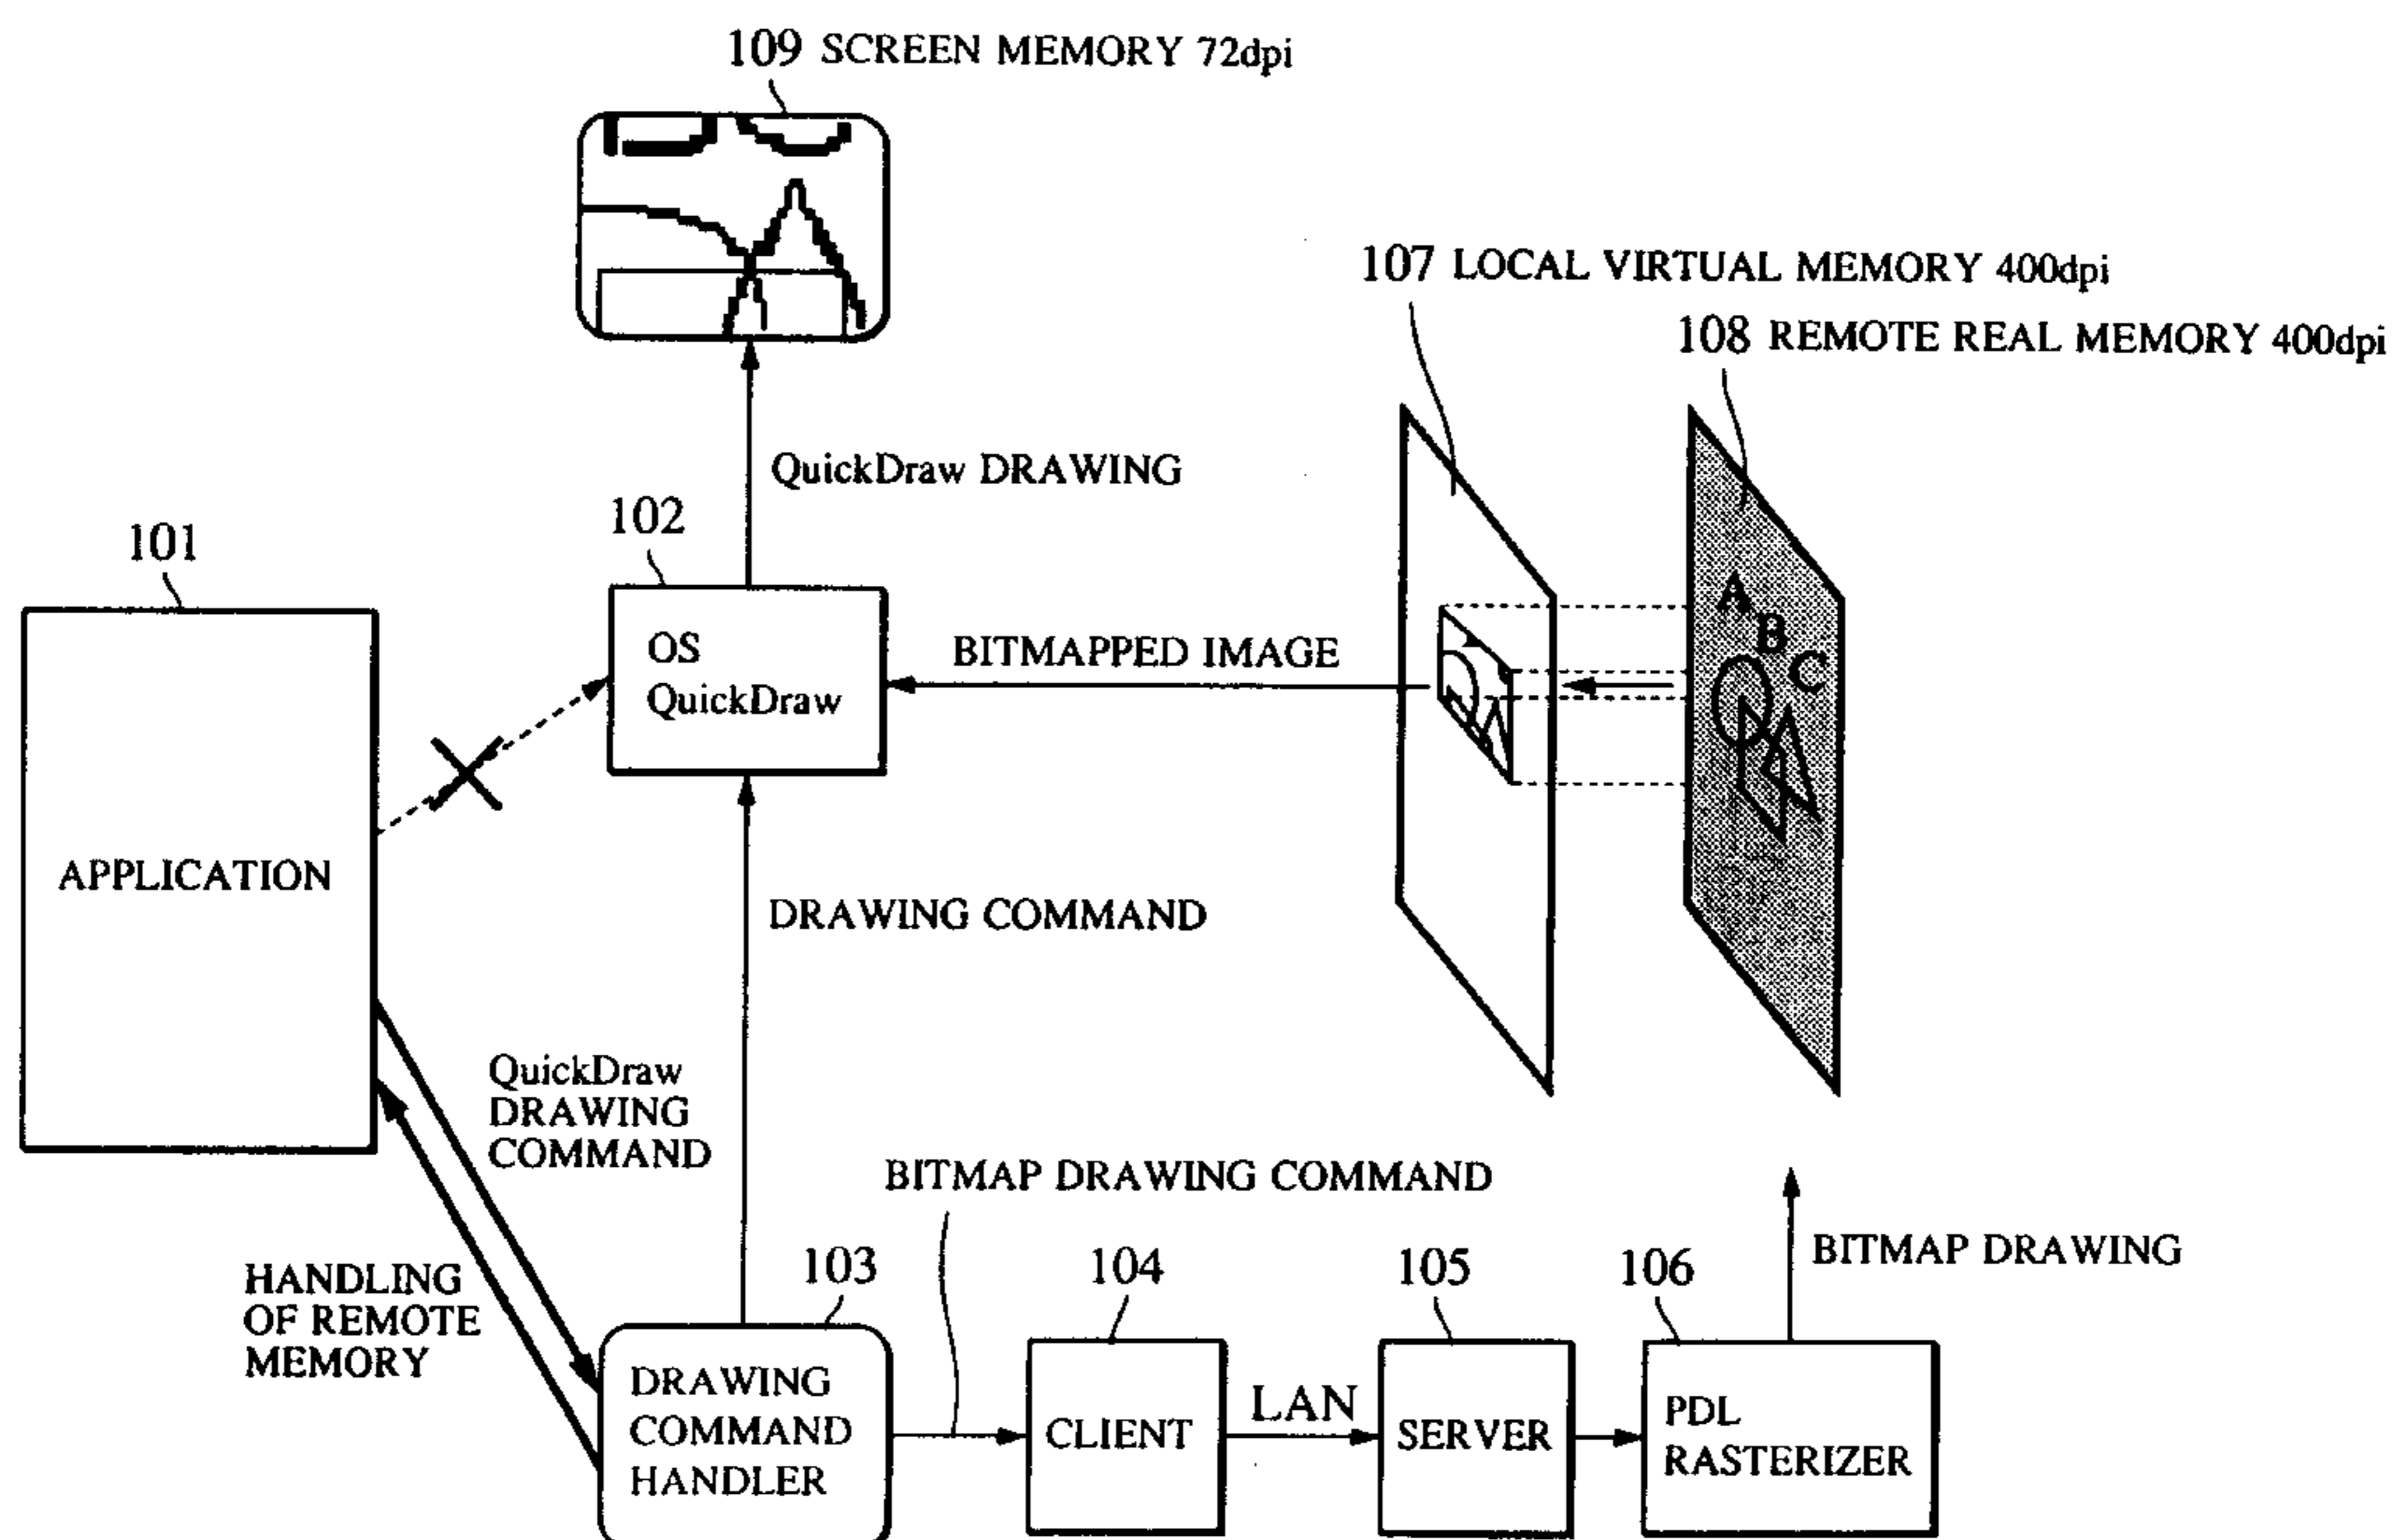 109 SCREEN MEMORY 72dpi
107 LOCAL VIRTUAL MEMORY 400dpi
108 REMOTE REAL MEMORY 400dpi
QuickDraw DRAWING
102
101
OS
QuickDraw
BITMAPPED IMAGE
A
B
C
APPLICATION
DRAWING COMMAND
QuickDraw
DRAWING
COMMAND
BITMAP DRAWING COMMAND
HANDLING
OF REMOTE
MEMORY
103
104
105
106
BITMAP DRAWING
DRAWING
COMMAND
HANDLER
CLIENT
LAN
SERVER
PDL
RASTERIZER